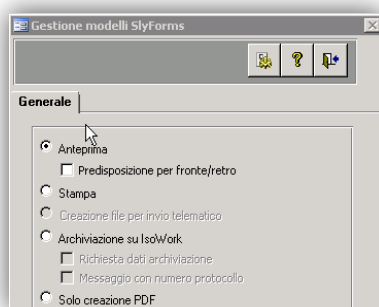 Gestione modelli SlyForms
Generale
Anteprima
Predisposizione per fronte/retro
Stampa
Creazione file per invio telematico
Archiviazione su IsoWork
Richiesta dati archiviazione
Messaggio con numero protocollo
Solo creazione PDF